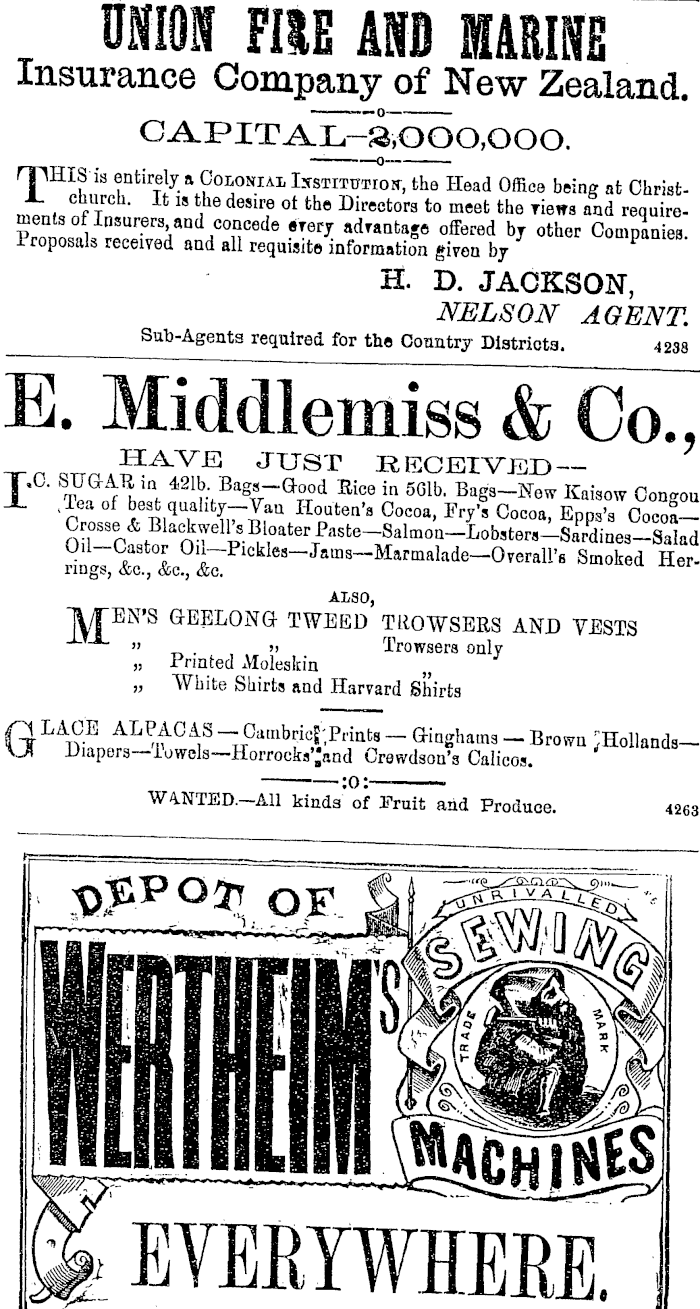 UNION FIRE AND MARINE
Insurance Company of New Zealand.
CAPITAL—2,000,000.
THIS is entirely a COLONIAL INSTITUTION, the Head Office being at Christ-
church. It is the desire of the Directors to meet the views and require-
ments of Insurers, and concede every advantage offered by other Companies.
Proposals received and all requisite information given by
H. D. JACKSON,
NELSON AGENT.
Sub-Agents required for the Country Districts. 4238
E. Middlemiss & Co.,
HAVE JUST RECEIVED—
I.C. SUGAR in 42lb. Bags—Good Rice in 56lb. Bags—New Kaisow Congou
Tea of best quality—Van Houten's Cocoa, Fry's Cocoa, Epps's Cocoa—
Crosse & Blackwell's Bloater Paste—Salmon—Lobsters—Sardines—Salad
Oil—Castor Oil—Pickles—Jams—Marmalade—Overall's Smoked Her-
rings, &c., &c., &c.
ALSO,
MEN'S GEELONG TWEED TROWSERS AND VESTS
„ „ Trowsers only
„ Printed Moleskin „
„ White Shirts and Harvard Shirts
GLACE ALPACAS — Cambric Prints — Ginghams — Brown Hollands—
Diapers—Towels—Horrocks' and Crewdson's Calicos.
:O:
WANTED.—All kinds of Fruit and Produce. 4263
DEPOT OF
WERTHEIM'S
UNRIVALLED
SEWING
TRADE MARK
MACHINES
EVERYWHERE.